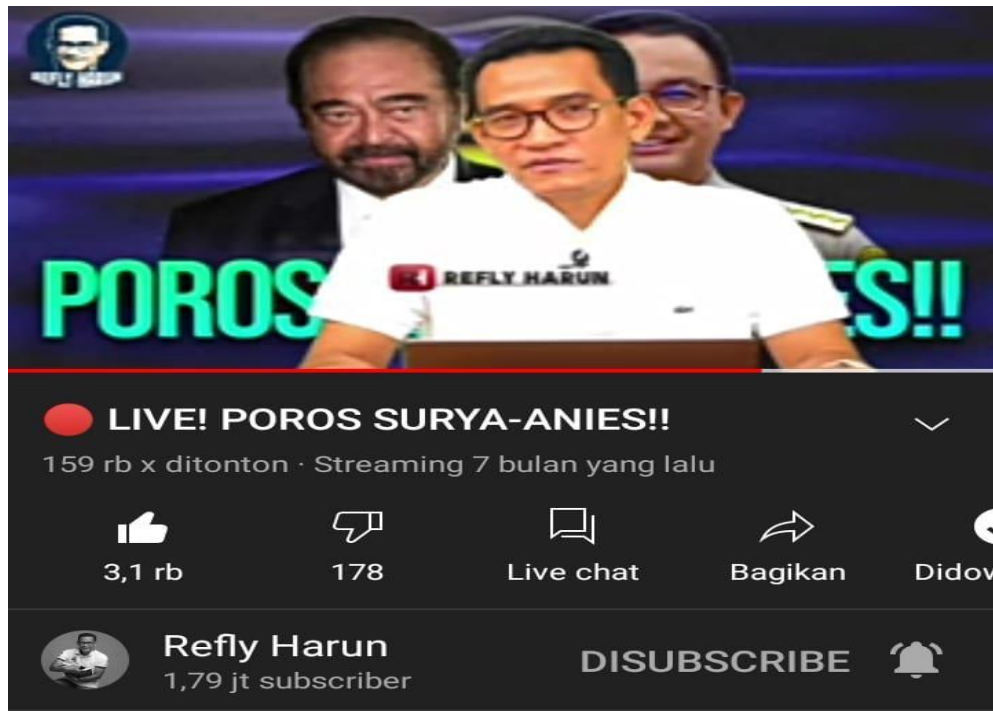 REFLY HARUN
REFLY HARUN
POROS ES!!
LIVE! POROS SURYA-ANIES!!
159 rb x ditonton · Streaming 7 bulan yang lalu
3,1 rb 178 Live chat Bagikan Didov
Refly Harun
1,79 jt subscriber
DISUBSCRIBE